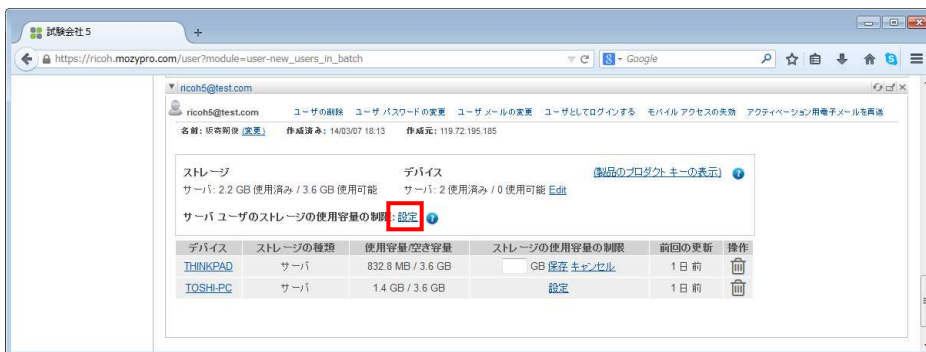 試験会社5
https://ricoh.mozypro.com/user?module=user-new_users_in_batch
Google
ricoh5@test.com
ricoh5@test.com ユーザの削除 ユーザ パスワードの変更 ユーザ メールの変更 ユーザとしてログインする モバイル アクセスの失効 アクティベーション用電子メールを再送
名前: (変更) 作成済み: 14/03/07 18:13 作成元: 119.72.195.185
ストレージ デバイス (製品のプロダクト キーの表示)
サーバ: 2.2 GB 使用済み / 3.6 GB 使用可能 サーバ: 2 使用済み / 0 使用可能 Edit
サーバ ユーザのストレージの使用容量の制限: 設定
デバイス ストレージの種類 使用容量/空き容量 ストレージの使用容量の制限 前回の更新 操作
THINKPAD サーバ 832.8 MB / 3.6 GB GB 保存 キャンセル 1 日 前
TOSHI-PC サーバ 1.4 GB / 3.6 GB 設定 1 日 前